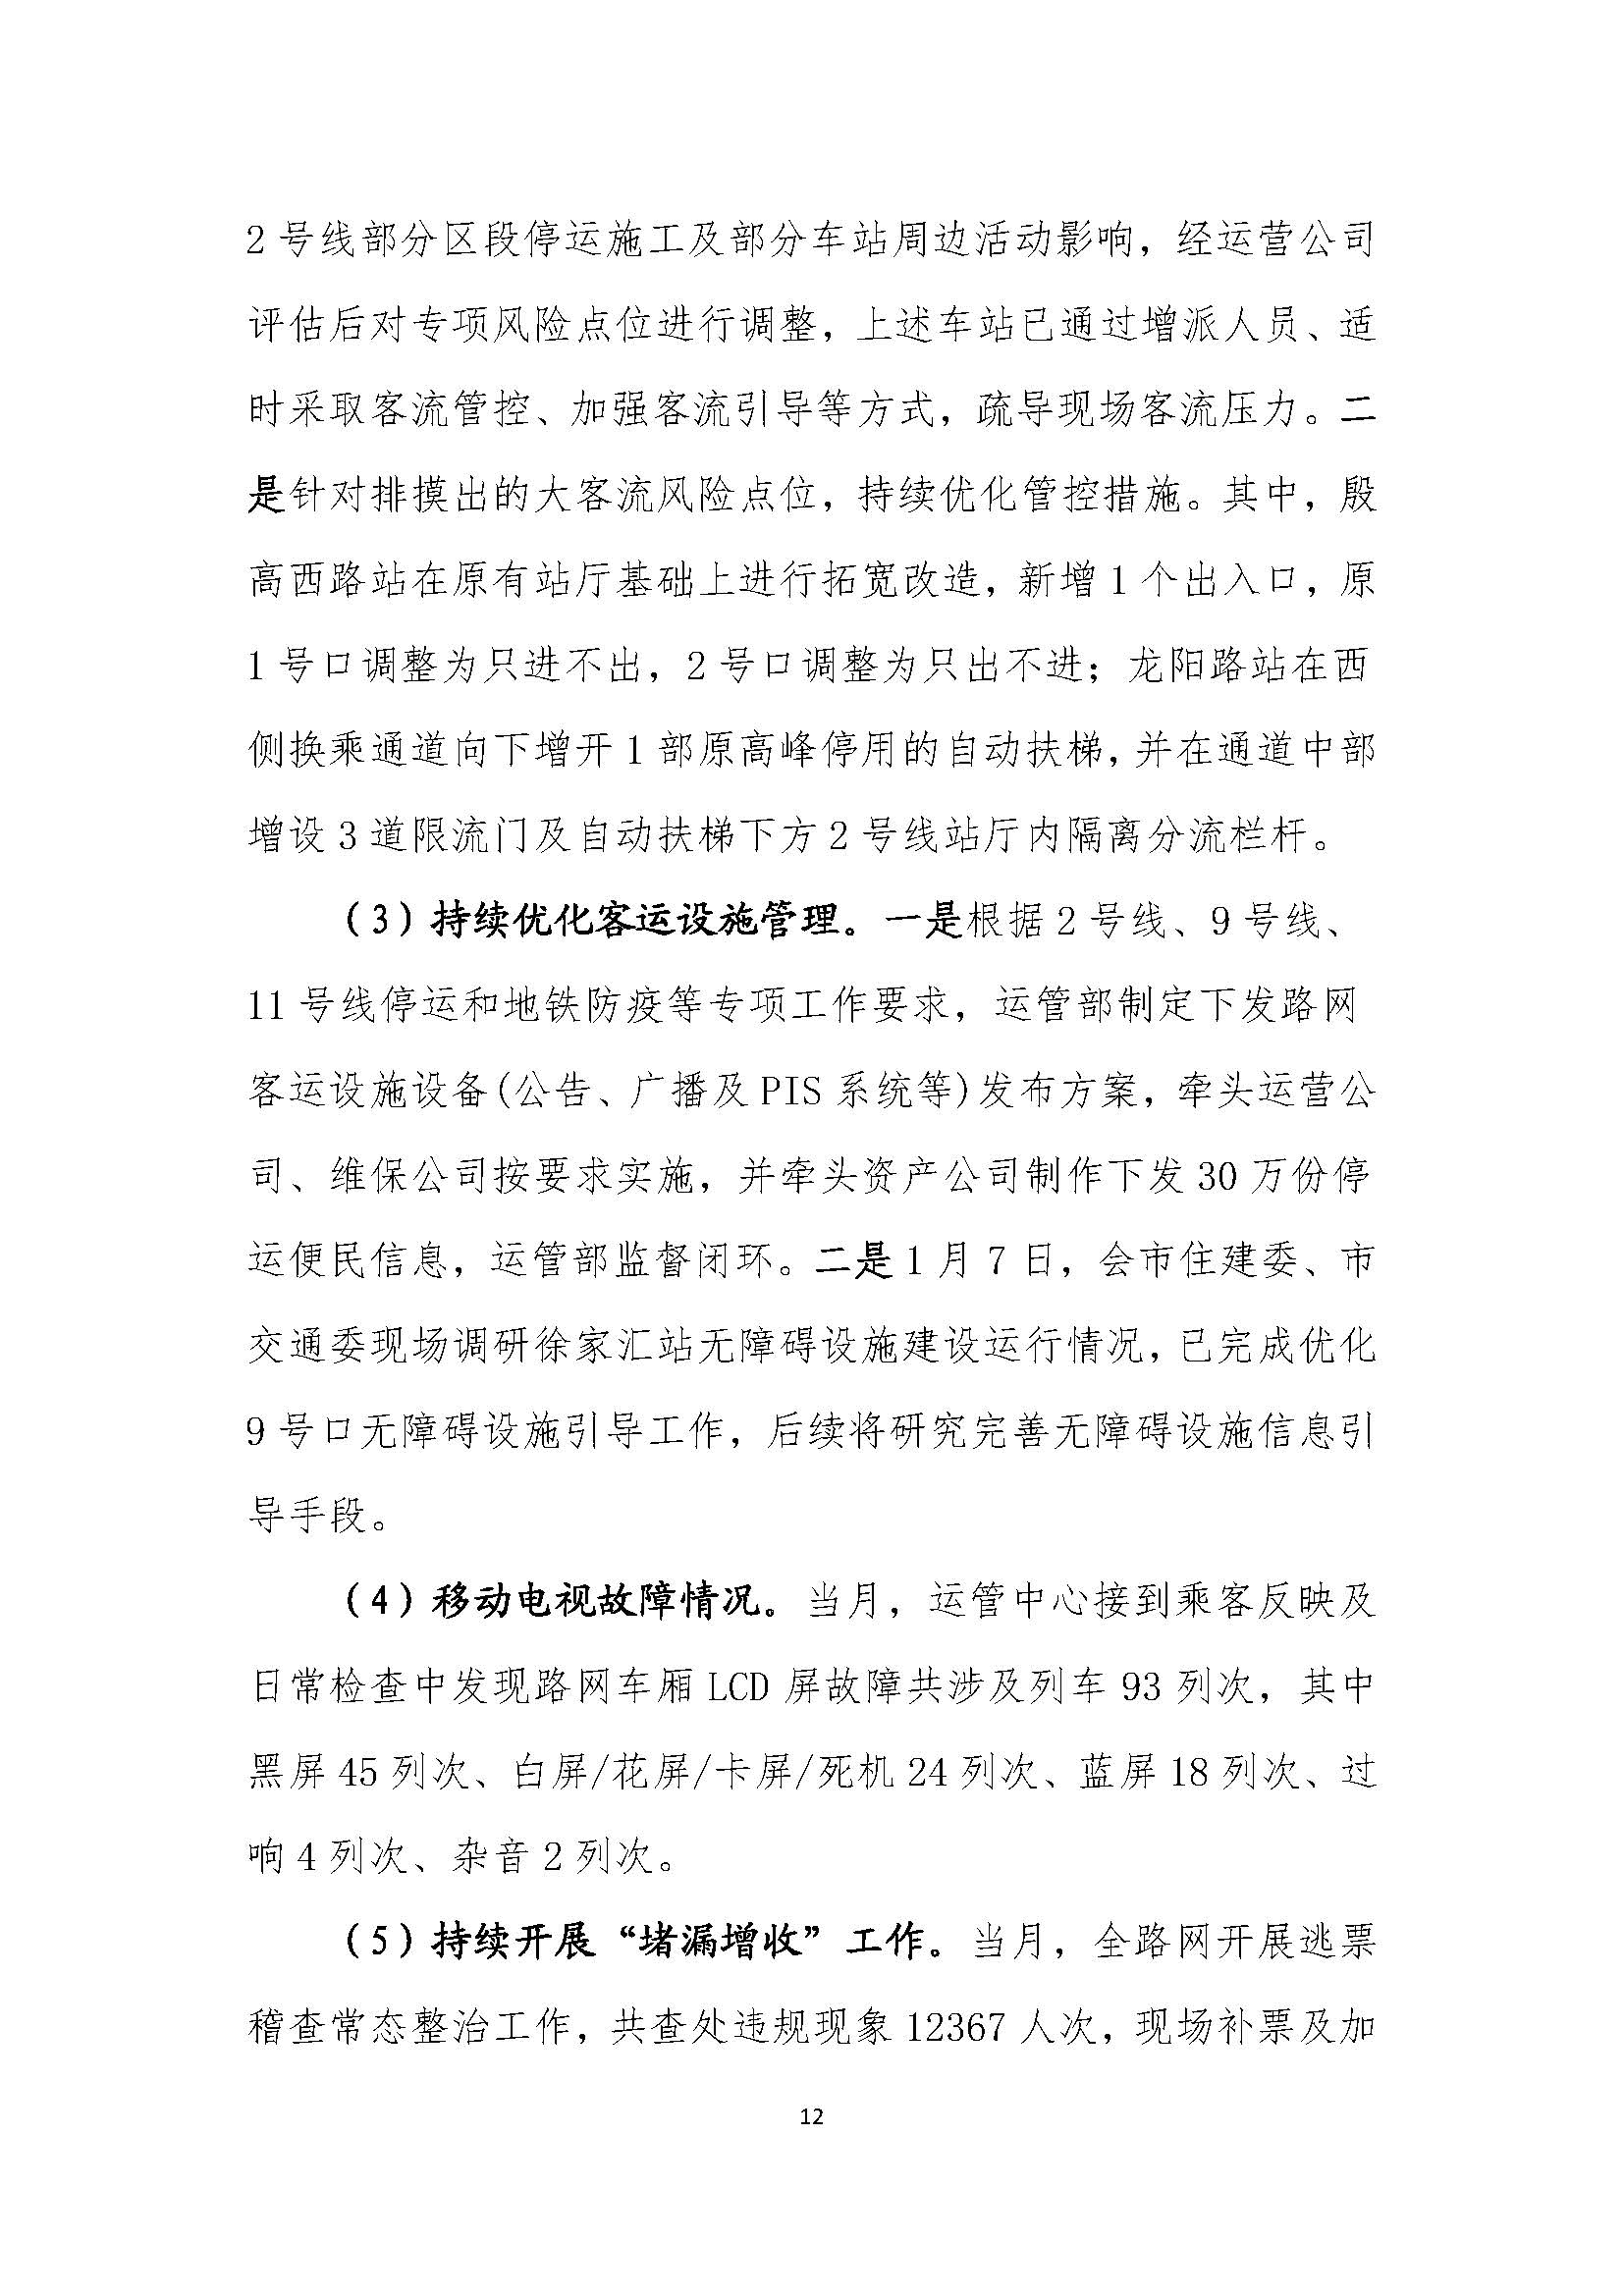 2 号线部分区段停运施工及部分车站周边活动影响，经运营公司
评估后对专项风险点位进行调整，上述车站已通过增派人员、适
时采取客流管控、加强客流引导等方式，疏导现场客流压力。二
是针对排摸出的大客流风险点位，持续优化管控措施。其中，殷
高西路站在原有站厅基础上进行拓宽改造，新增 1 个出入口，原
1 号口调整为只进不出，2 号口调整为只出不进；龙阳路站在西
侧换乘通道向下增开 1 部原高峰停用的自动扶梯，并在通道中部
增设 3 道限流门及自动扶梯下方 2 号线站厅内隔离分流栏杆。
（3）持续优化客运设施管理。一是根据 2 号线、9 号线、
11 号线停运和地铁防疫等专项工作要求，运管部制定下发路网
客运设施设备(公告、广播及 PIS 系统等)发布方案，牵头运营公
司、维保公司按要求实施，并牵头资产公司制作下发 30 万份停
运便民信息，运管部监督闭环。二是 1 月 7 日，会市住建委、市
交通委现场调研徐家汇站无障碍设施建设运行情况，已完成优化
9 号口无障碍设施引导工作，后续将研究完善无障碍设施信息引
导手段。
（4）移动电视故障情况。当月，运管中心接到乘客反映及
日常检查中发现路网车厢 LCD 屏故障共涉及列车 93 列次，其中
黑屏 45 列次、白屏/花屏/卡屏/死机 24 列次、蓝屏 18 列次、过
响 4 列次、杂音 2 列次。
（5）持续开展“堵漏增收”工作。当月，全路网开展逃票
稽查常态整治工作，共查处违规现象 12367 人次，现场补票及加
12